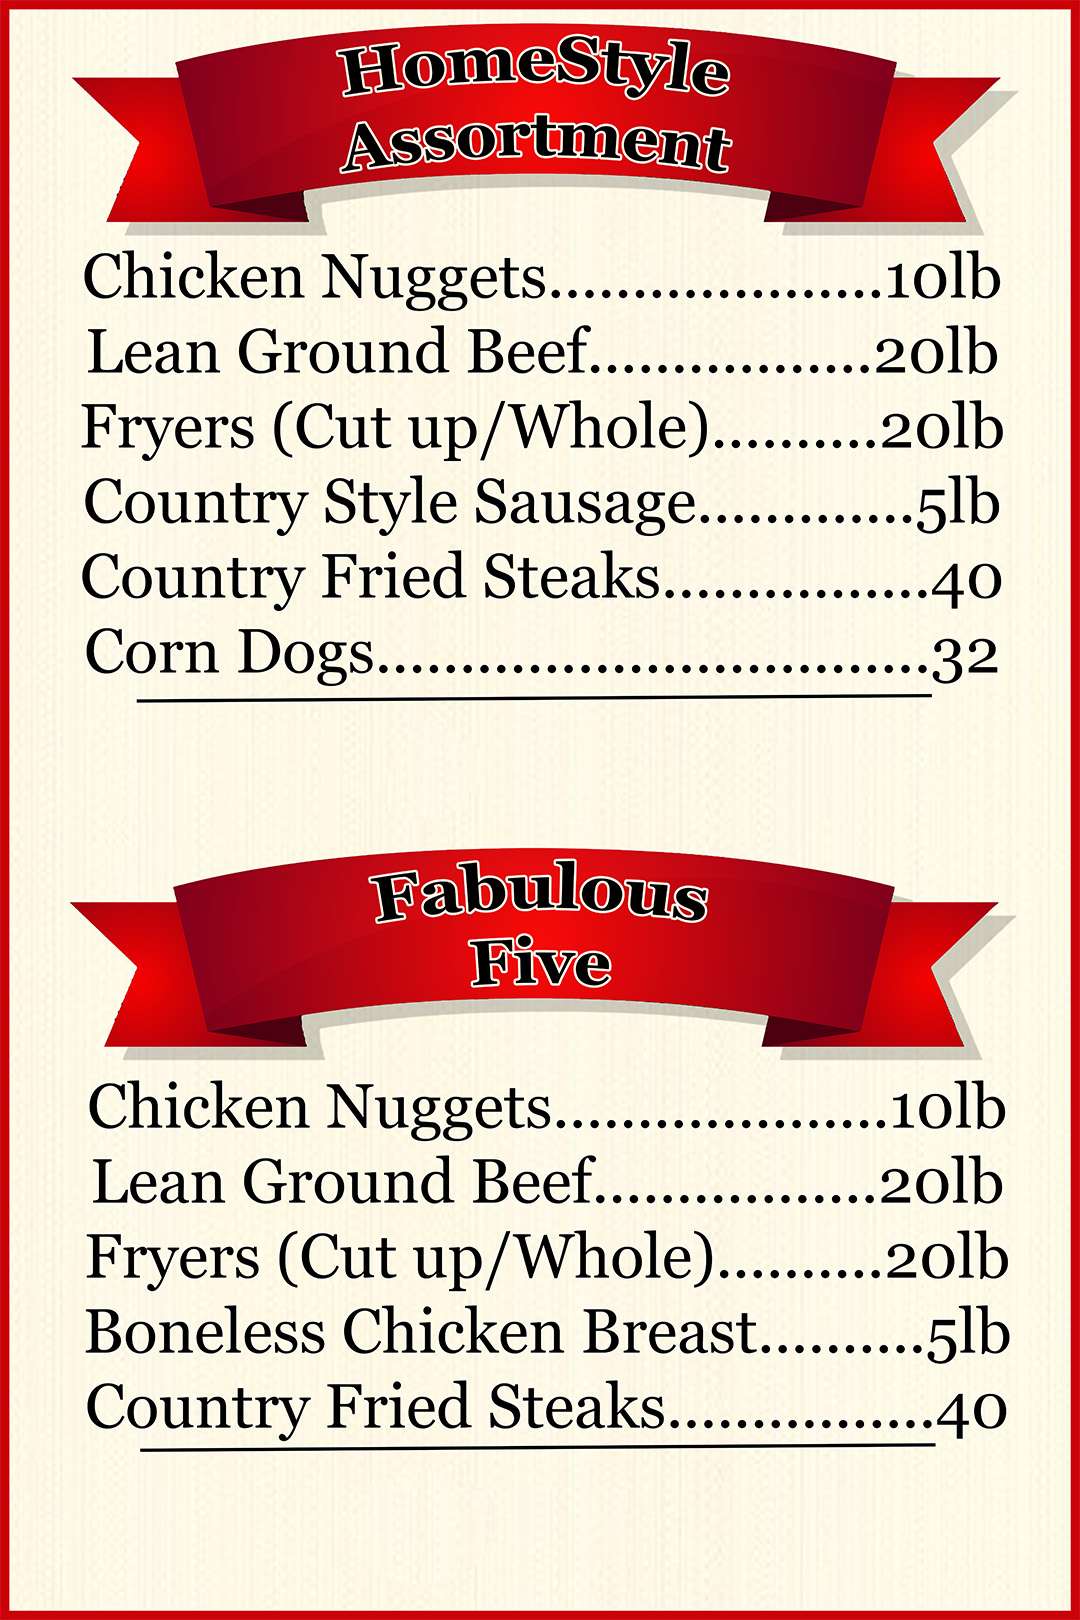 HomeStyle
Assortment
Chicken Nuggets....................10lb
Lean Ground Beef.................20lb
Fryers (Cut up/Whole)..........20lb
Country Style Sausage.............5lb
Country Fried Steaks................40
Corn Dogs.................................32
Fabulous
Five
Chicken Nuggets....................10lb
Lean Ground Beef.................20lb
Fryers (Cut up/Whole)..........20lb
Boneless Chicken Breast..........5lb
Country Fried Steaks................40